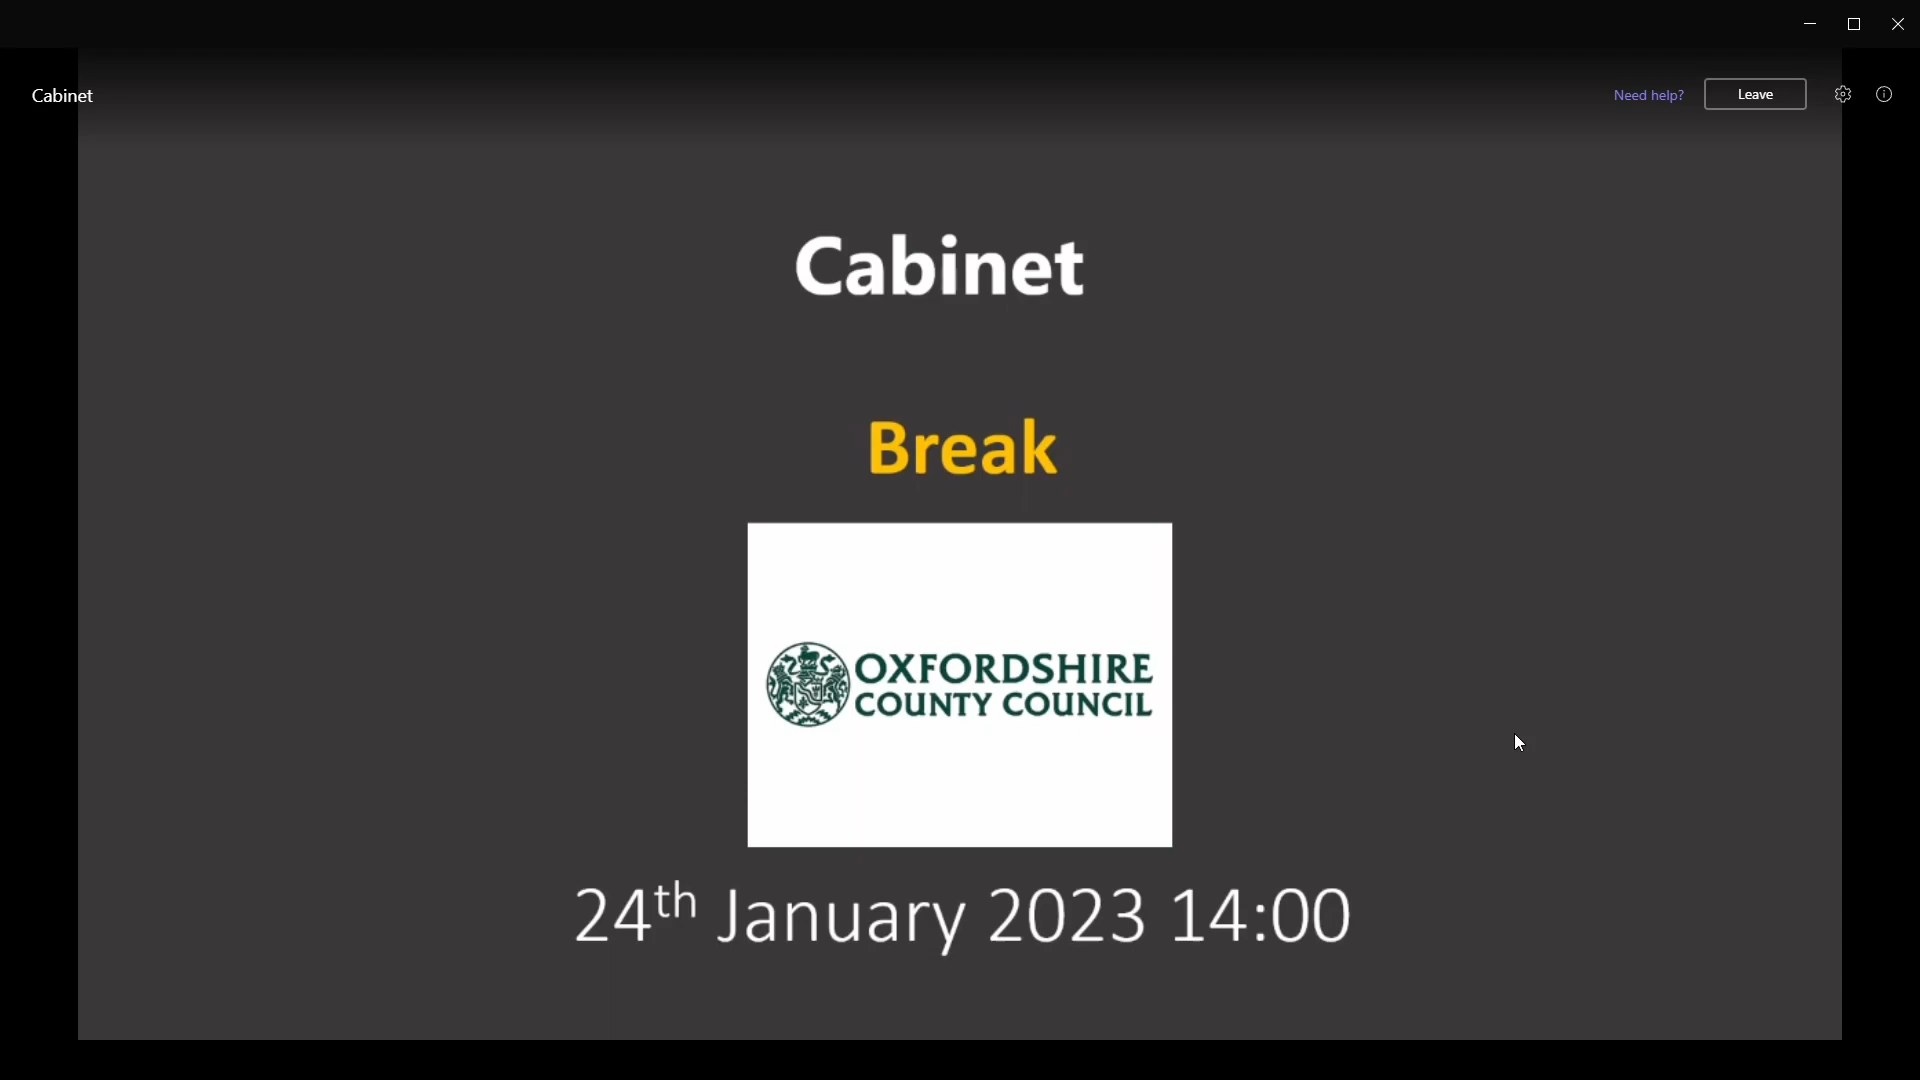 Cabinet
Need help?
Leave
Cabinet
Break
OXFORDSHIRE
COUNTY COUNCIL
24th January 2023 14:00